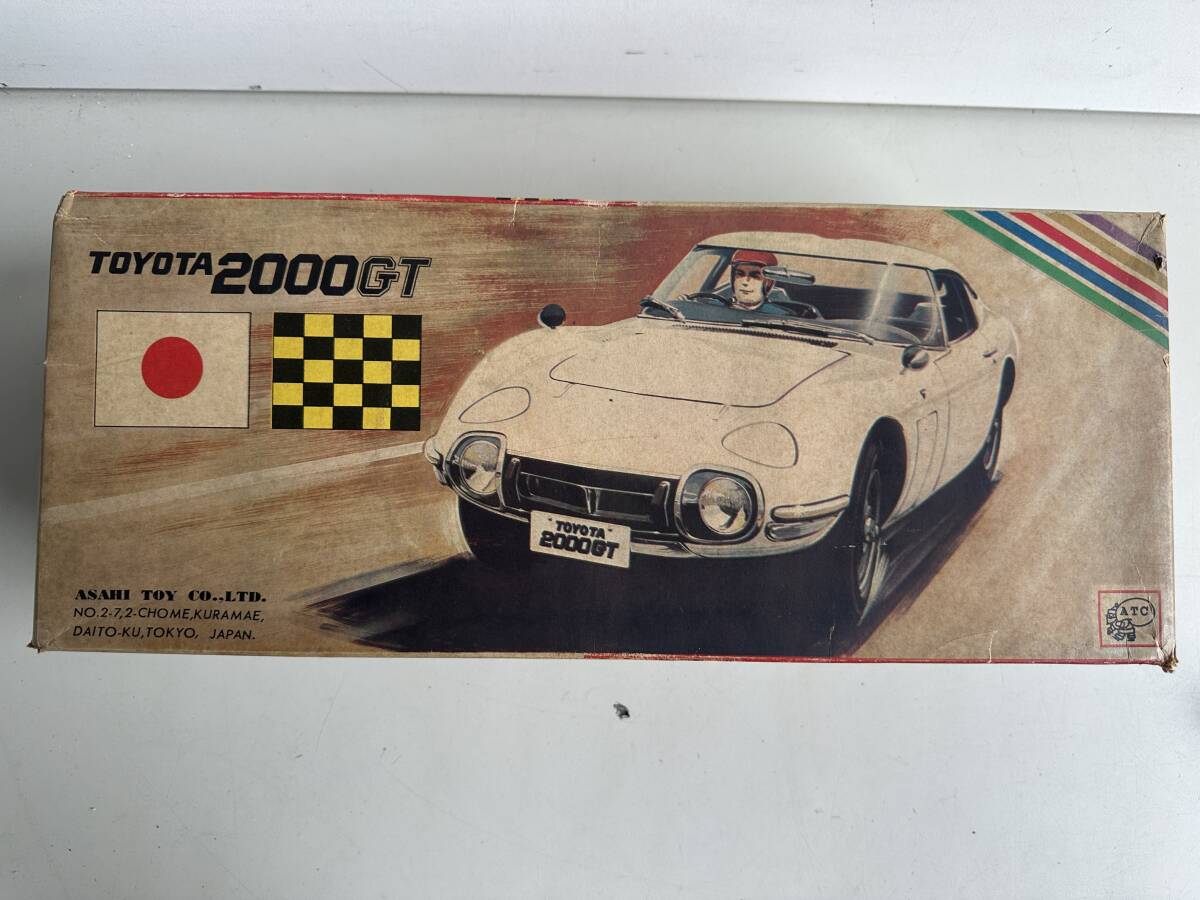 TOYOTA 2000GT
TOYOTA
2000GT
ASAHI TOY CO.,LTD.
NO.2-7,2-CHOME,KURAMAE,
DAITO-KU,TOKYO, JAPAN.
ATC